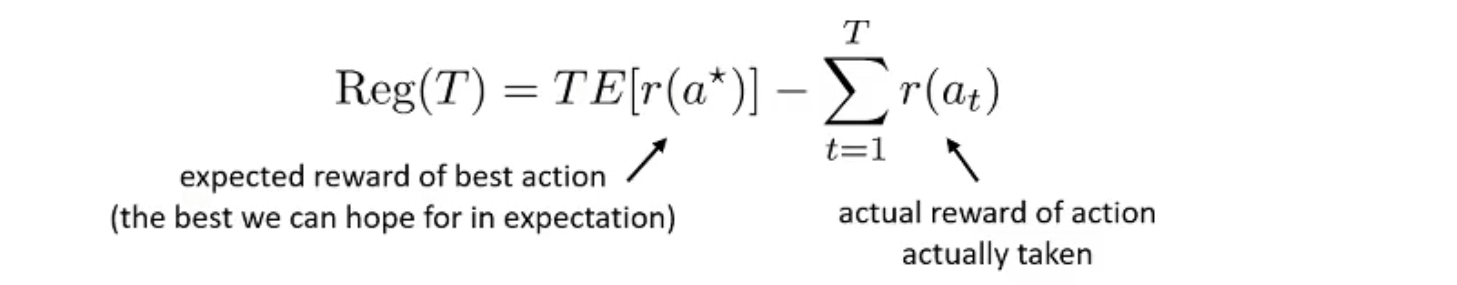 Reg(T) = TE[r(a⋆)] − ∑_{t=1}^{T} r(a_t)
expected reward of best action
(the best we can hope for in expectation)
actual reward of action
actually taken